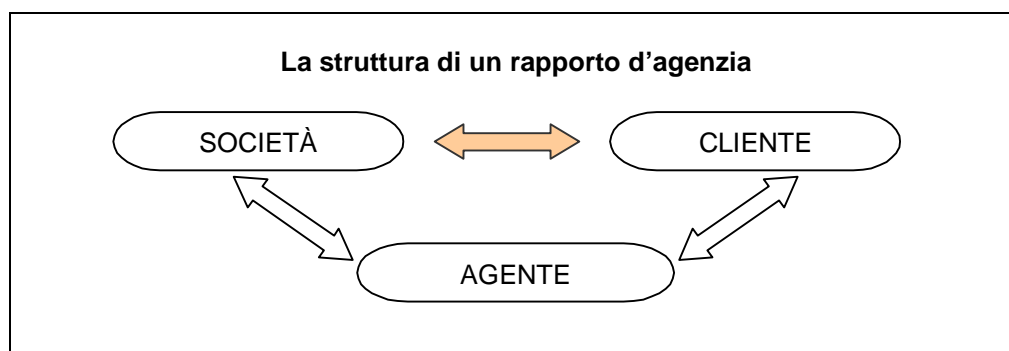 La struttura di un rapporto d’agenzia
SOCIETÀ
CLIENTE
AGENTE